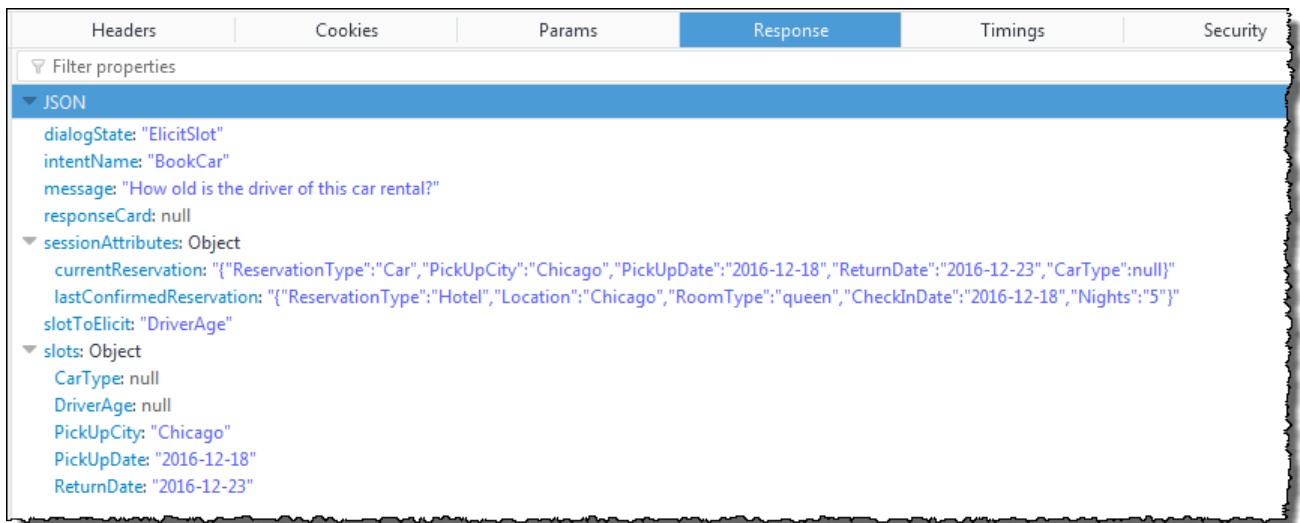 Headers Cookies Params Response Timings Security
Filter properties
JSON
dialogState: "ElicitSlot"
intentName: "BookCar"
message: "How old is the driver of this car rental?"
responseCard: null
sessionAttributes: Object
currentReservation: "{"ReservationType":"Car","PickUpCity":"Chicago","PickUpDate":"2016-12-18","ReturnDate":"2016-12-23","CarType":null}"
lastConfirmedReservation: "{"ReservationType":"Hotel","Location":"Chicago","RoomType":"queen","CheckInDate":"2016-12-18","Nights":"5"}"
slotToElicit: "DriverAge"
slots: Object
CarType: null
DriverAge: null
PickUpCity: "Chicago"
PickUpDate: "2016-12-18"
ReturnDate: "2016-12-23"